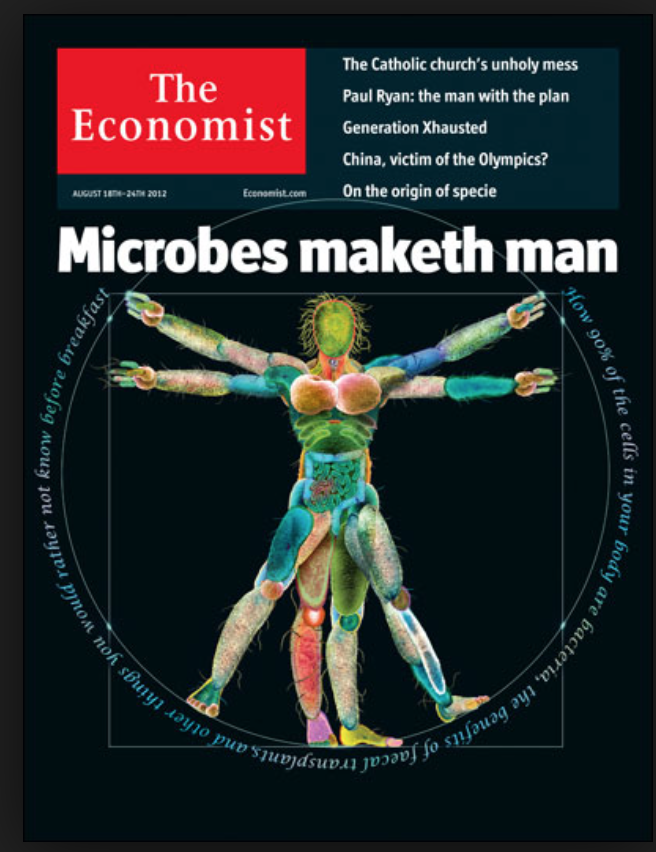 The
Economist
AUGUST 18TH–24TH 2012
Economist.com
The Catholic church's unholy mess
Paul Ryan: the man with the plan
Generation Xhausted
China, victim of the Olympics?
On the origin of specie
Microbes maketh man
How 90% of the cells in your body are bacteria, the benefits of faecal transplants and other things you would rather not know before breakfast